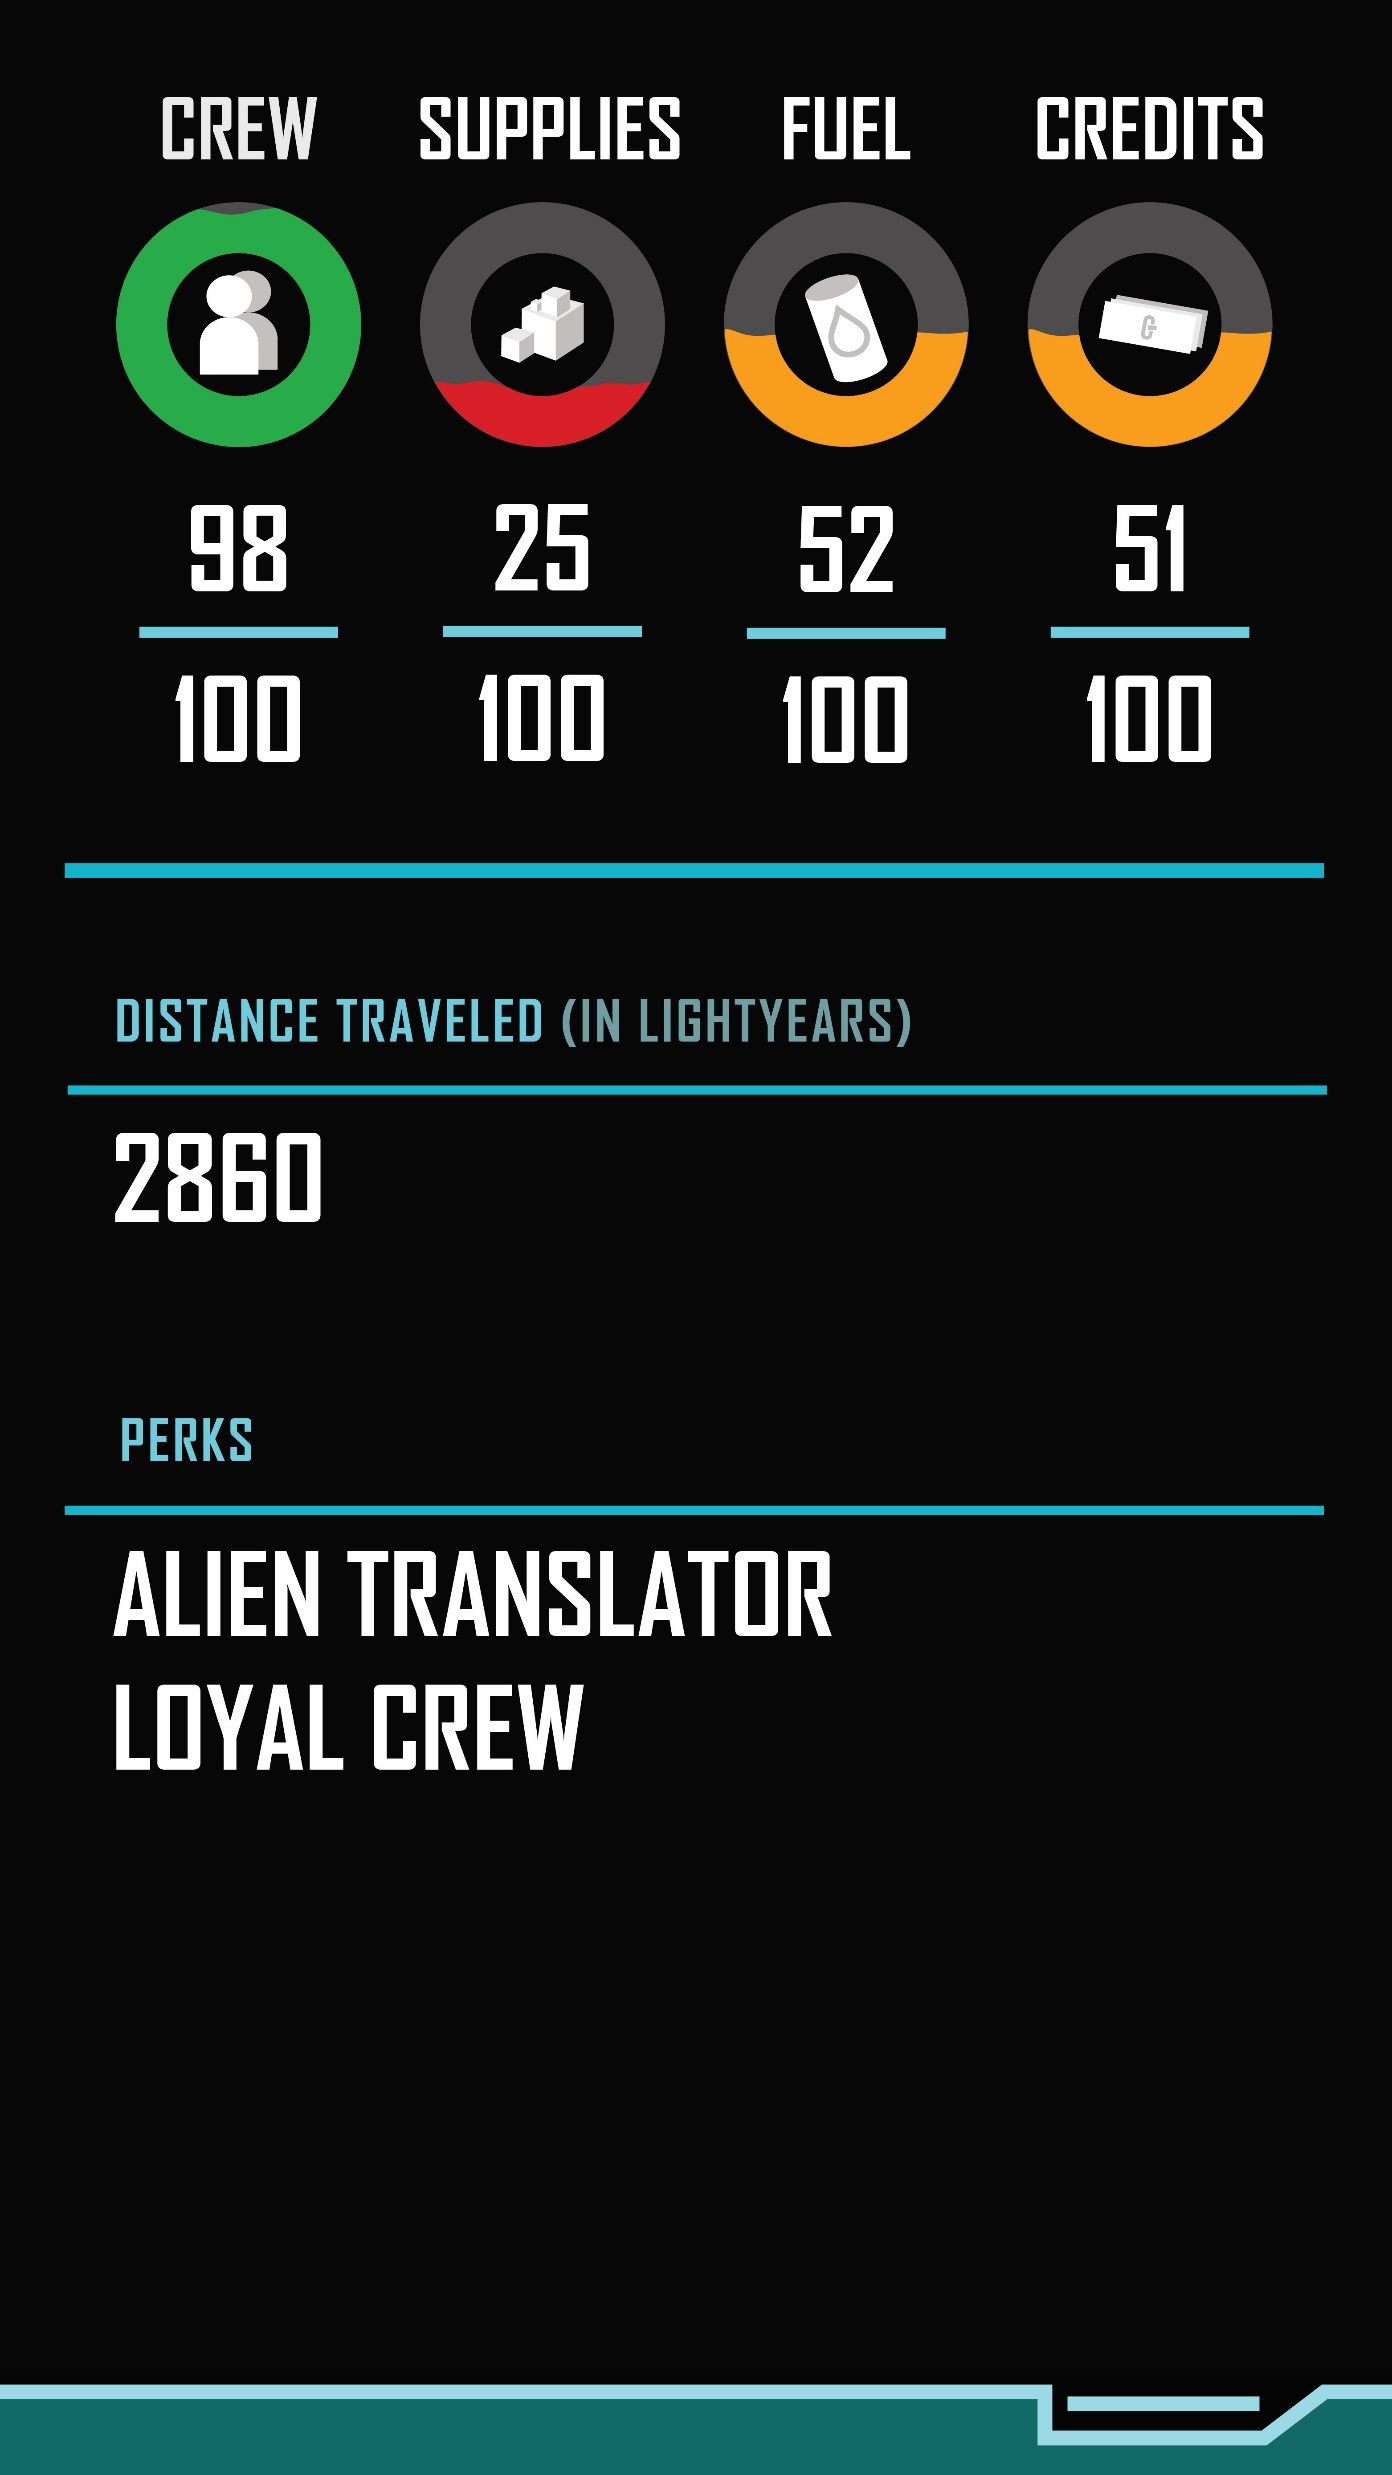 CREW SUPPLIES FUEL CREDITS
98 25 52 51
100 100 100 100
DISTANCE TRAVELED (IN LIGHTYEARS)
2860
PERKS
ALIEN TRANSLATOR
LOYAL CREW